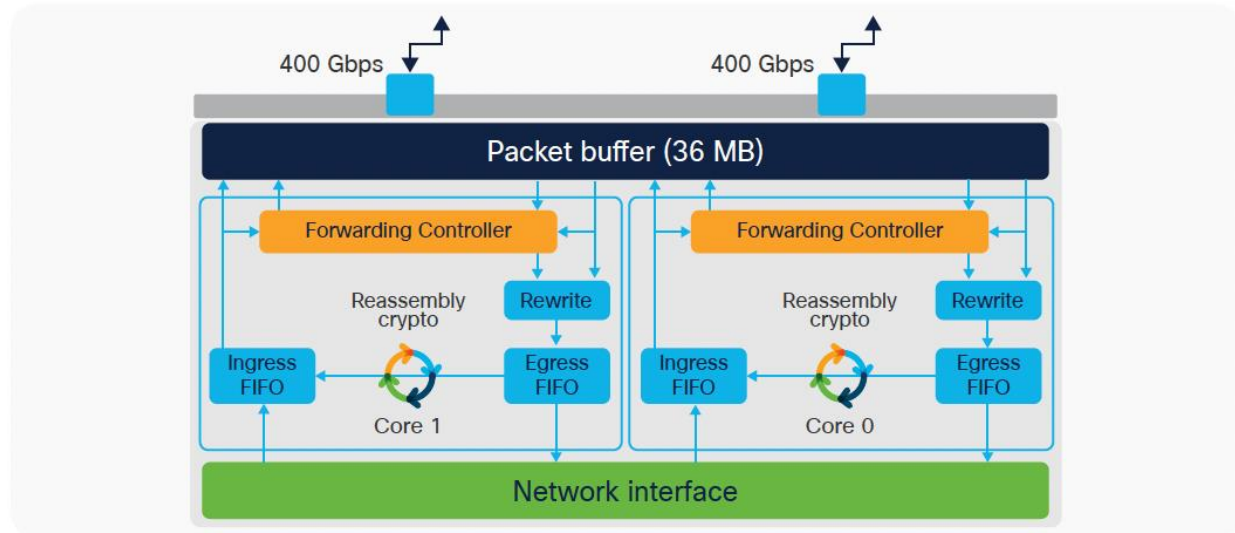 400 Gbps
400 Gbps
Packet buffer (36 MB)
Forwarding Controller
Forwarding Controller
Reassembly
crypto
Rewrite
Reassembly
crypto
Rewrite
Ingress
FIFO
Egress
FIFO
Ingress
FIFO
Egress
FIFO
Core 1
Core 0
Network interface